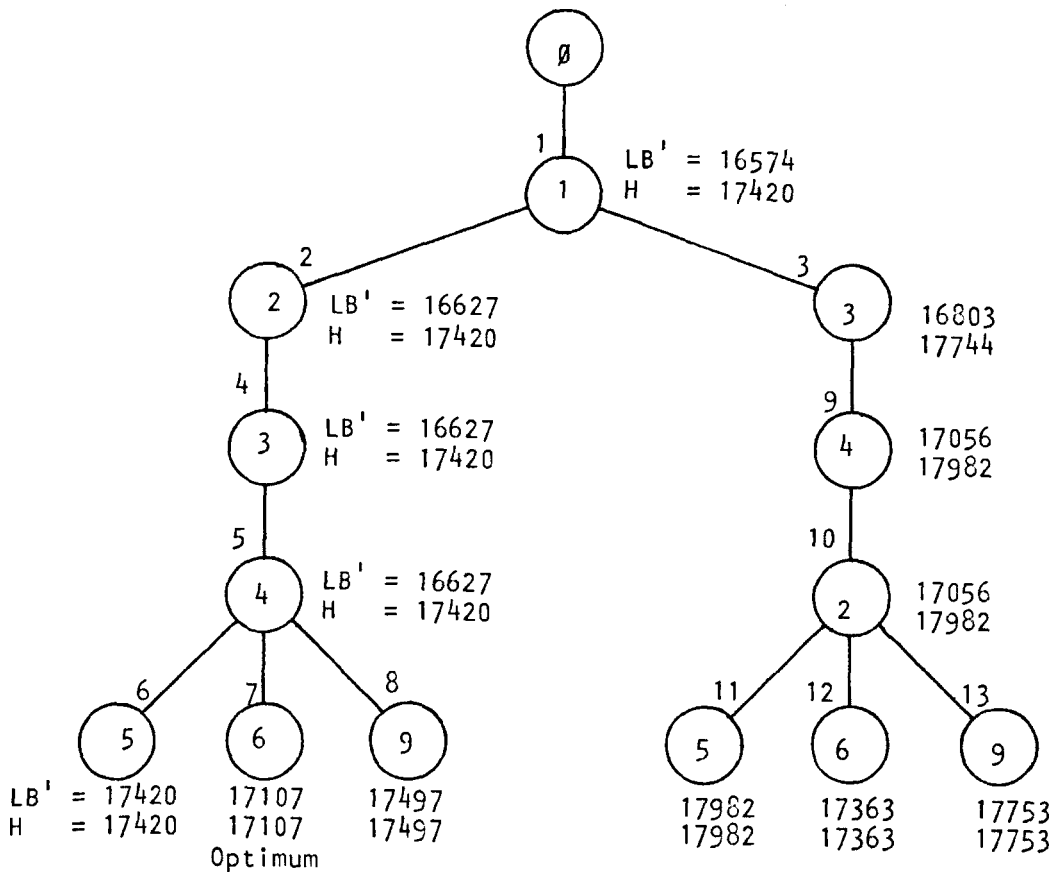 ø
1
1
LB' = 16574
H = 17420
2
2
LB' = 16627
H = 17420
3
3
16803
17744
4
3
LB' = 16627
H = 17420
9
4
17056
17982
5
4
LB' = 16627
H = 17420
10
2
17056
17982
6
5
7
6
8
9
11
5
12
6
13
9
LB' = 17420 17107 17497
H = 17420 17107 17497
Optimum
17982 17363 17753
17982 17363 17753